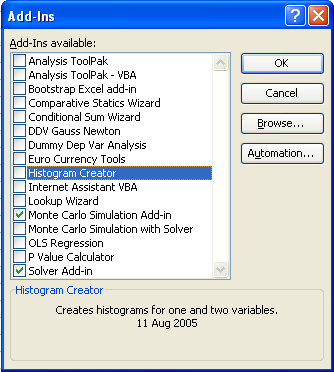 Add-Ins
Add-Ins available:
Analysis ToolPak
Analysis ToolPak - VBA
Bootstrap Excel add-in
Comparative Statics Wizard
Conditional Sum Wizard
DDV Gauss Newton
Dummy Dep Var Analysis
Euro Currency Tools
Histogram Creator
Internet Assistant VBA
Lookup Wizard
Monte Carlo Simulation Add-in
Monte Carlo Simulation with Solver
OLS Regression
P Value Calculator
Solver Add-in
OK
Cancel
Browse...
Automation...
Histogram Creator
Creates histograms for one and two variables.
11 Aug 2005